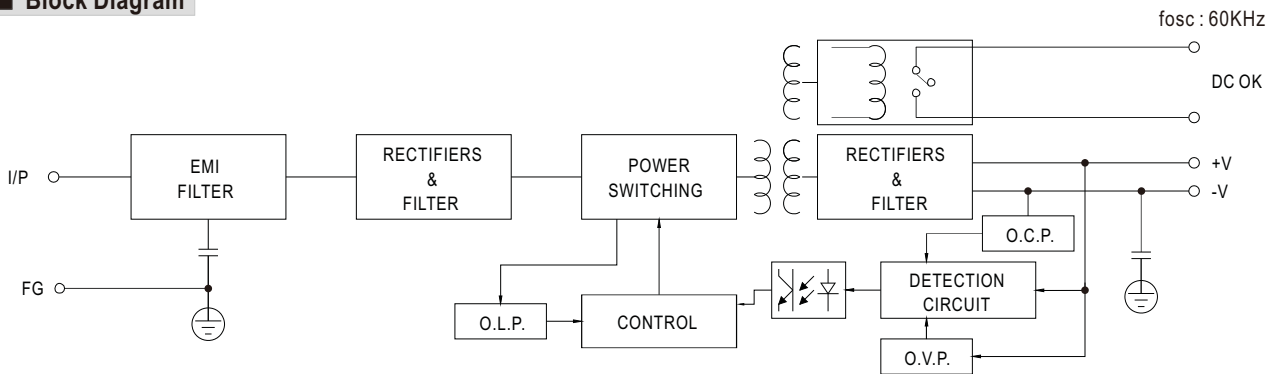 Block Diagram
fosc : 60KHz
DC OK
I/P
EMI
FILTER
RECTIFIERS
&
FILTER
POWER
SWITCHING
RECTIFIERS
&
FILTER
+V
-V
O.C.P.
FG
O.L.P.
CONTROL
DETECTION
CIRCUIT
O.V.P.